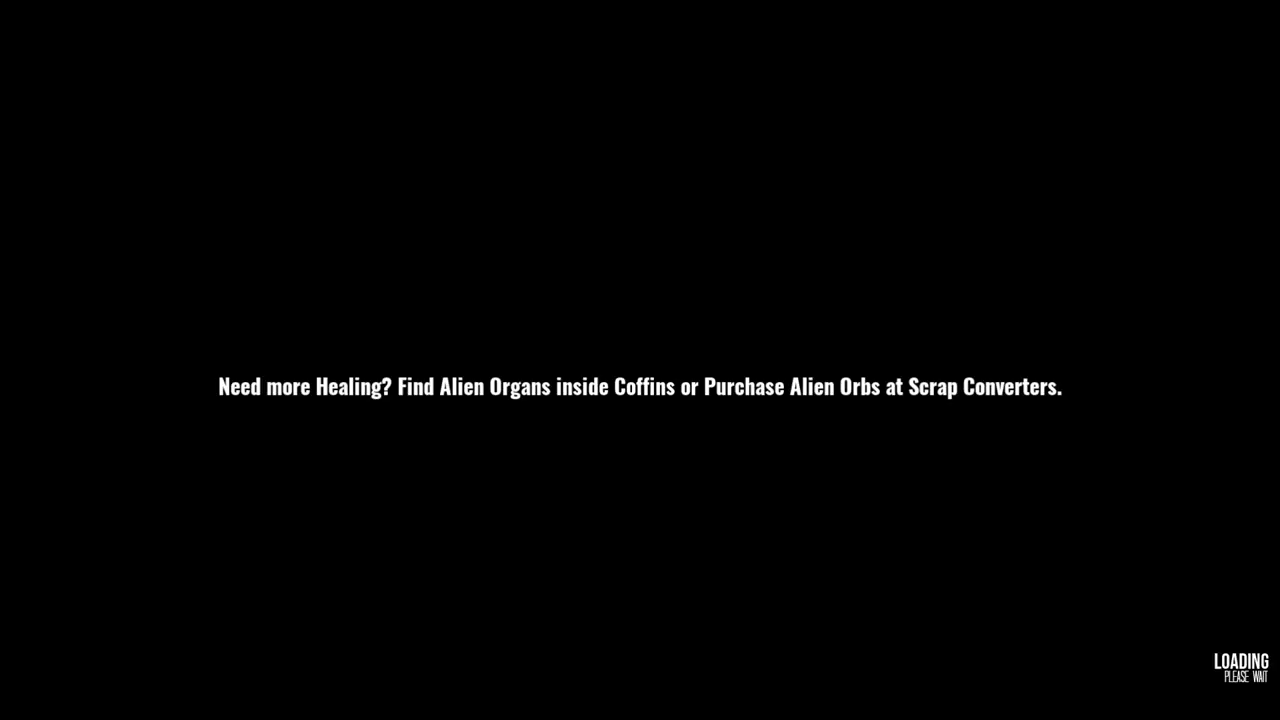 Need more Healing? Find Alien Organs inside Coffins or Purchase Alien Orbs at Scrap Converters.
LOADING
PLEASE WAIT